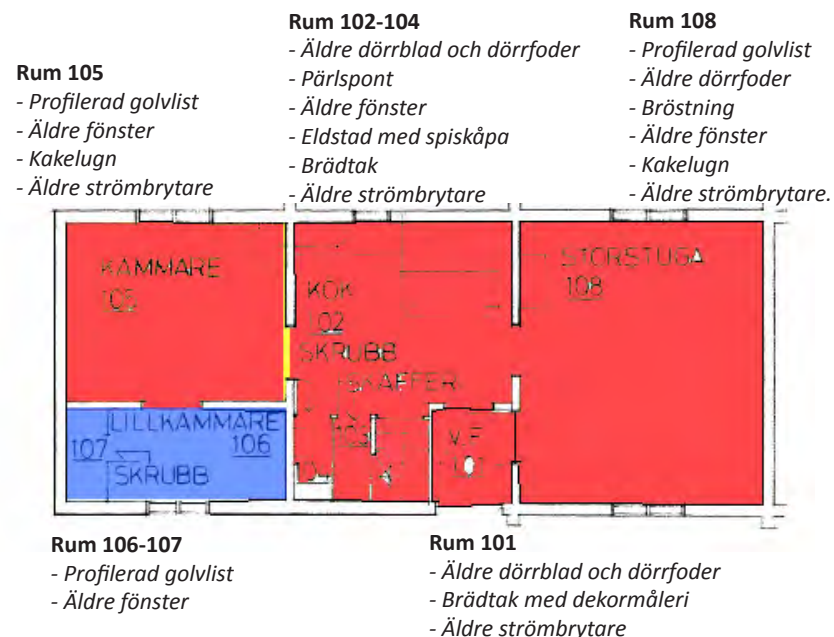 Rum 102-104
- Äldre dörrblad och dörrfoder
- Pärlspont
- Äldre fönster
- Eldstad med spiskåpa
- Brädtak
- Äldre strömbrytare
Rum 108
- Profilerad golvlist
- Äldre dörrfoder
- Bröstning
- Äldre fönster
- Kakelugn
- Äldre strömbrytare.
Rum 105
- Profilerad golvlist
- Äldre fönster
- Kakelugn
- Äldre strömbrytare
KAMMARE
105
KÖK
102
SKRUBB
SKAFFER.
STORSTUGA
108
LILLKAMMARE
107
106
SKRUBB
V.F.
Rum 106-107
- Profilerad golvlist
- Äldre fönster
Rum 101
- Äldre dörrblad och dörrfoder
- Brädtak med dekormåleri
- Äldre strömbrytare